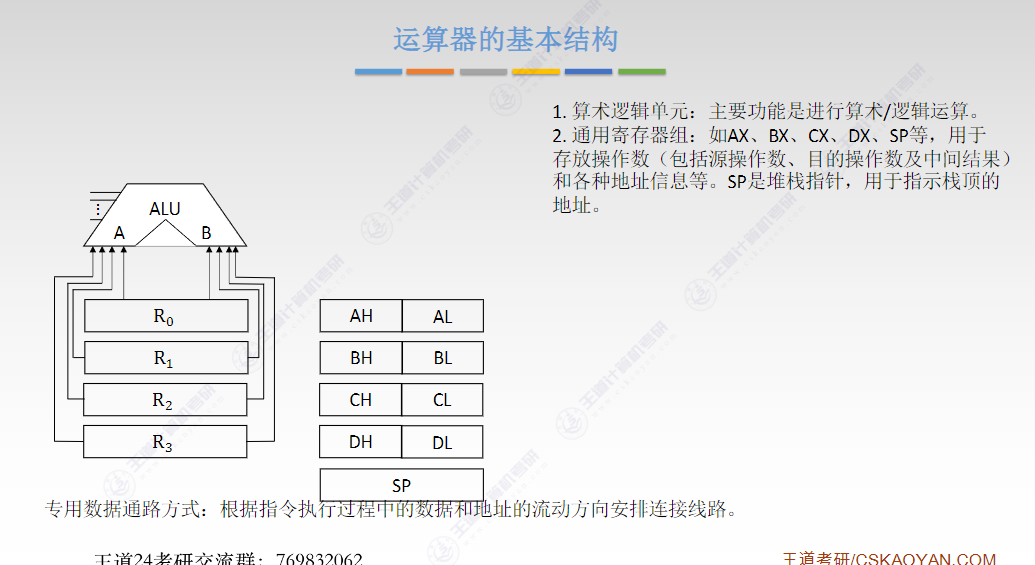 运算器的基本结构
1. 算术逻辑单元：主要功能是进行算术/逻辑运算。
2. 通用寄存器组：如AX、BX、CX、DX、SP等，用于
存放操作数（包括源操作数、目的操作数及中间结果）
和各种地址信息等。SP是堆栈指针，用于指示栈顶的
地址。
ALU
A B
R0
R1
R2
R3
AH AL
BH BL
CH CL
DH DL
SP
专用数据通路方式：根据指令执行过程中的数据和地址的流动方向安排连接线路。
王道24考研交流群：769832062
王道考研/CSKAOYAN.COM